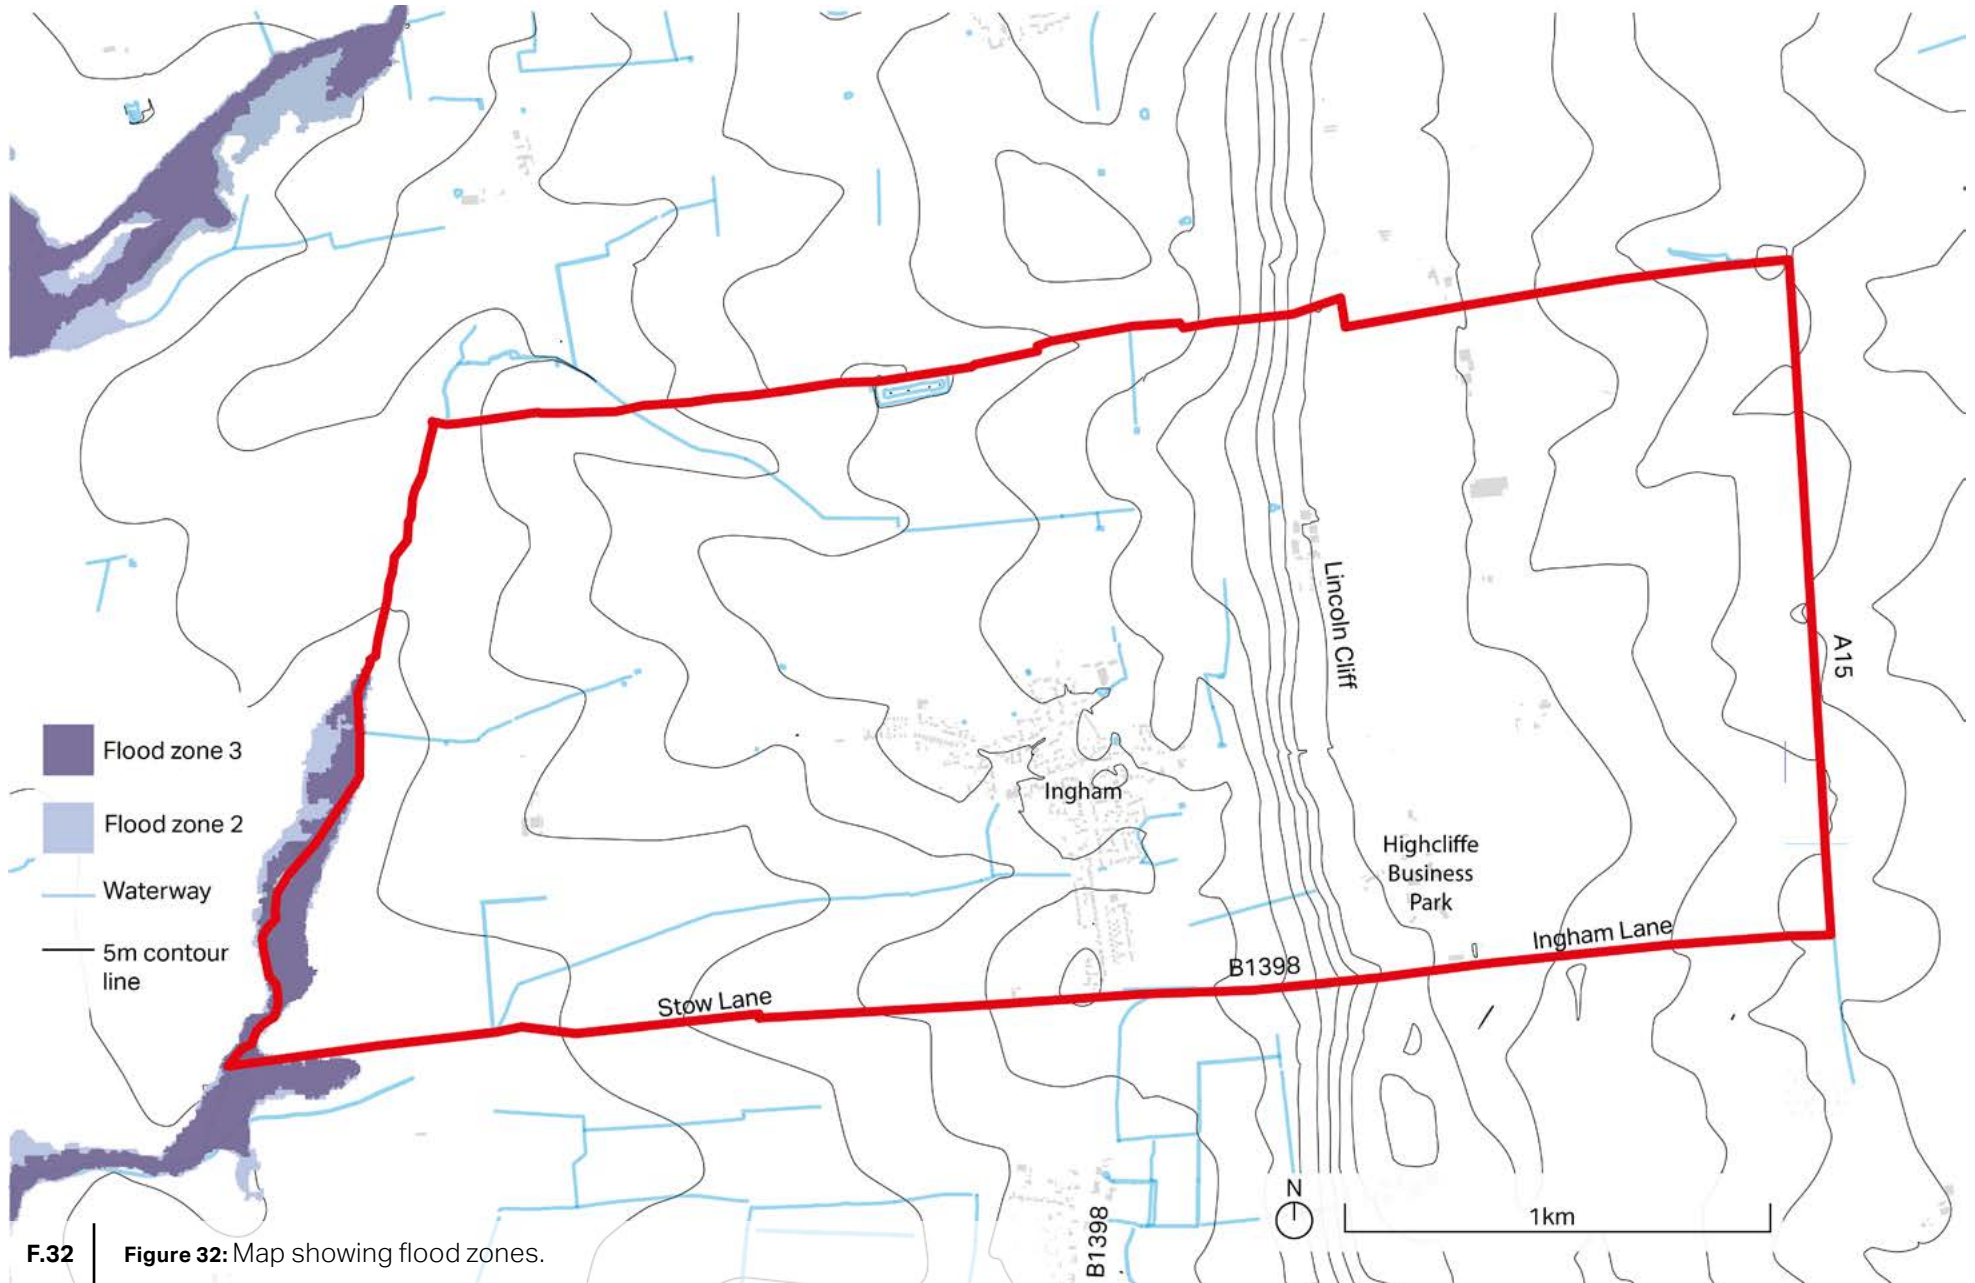 Lincoln Cliff
A15
Flood zone 3
Flood zone 2
Waterway
5m contour
line
Ingham
Highcliffe
Business
Park
Ingham Lane
B1398
Stow Lane
B1398
N
1km
F.32
Figure 32: Map showing flood zones.